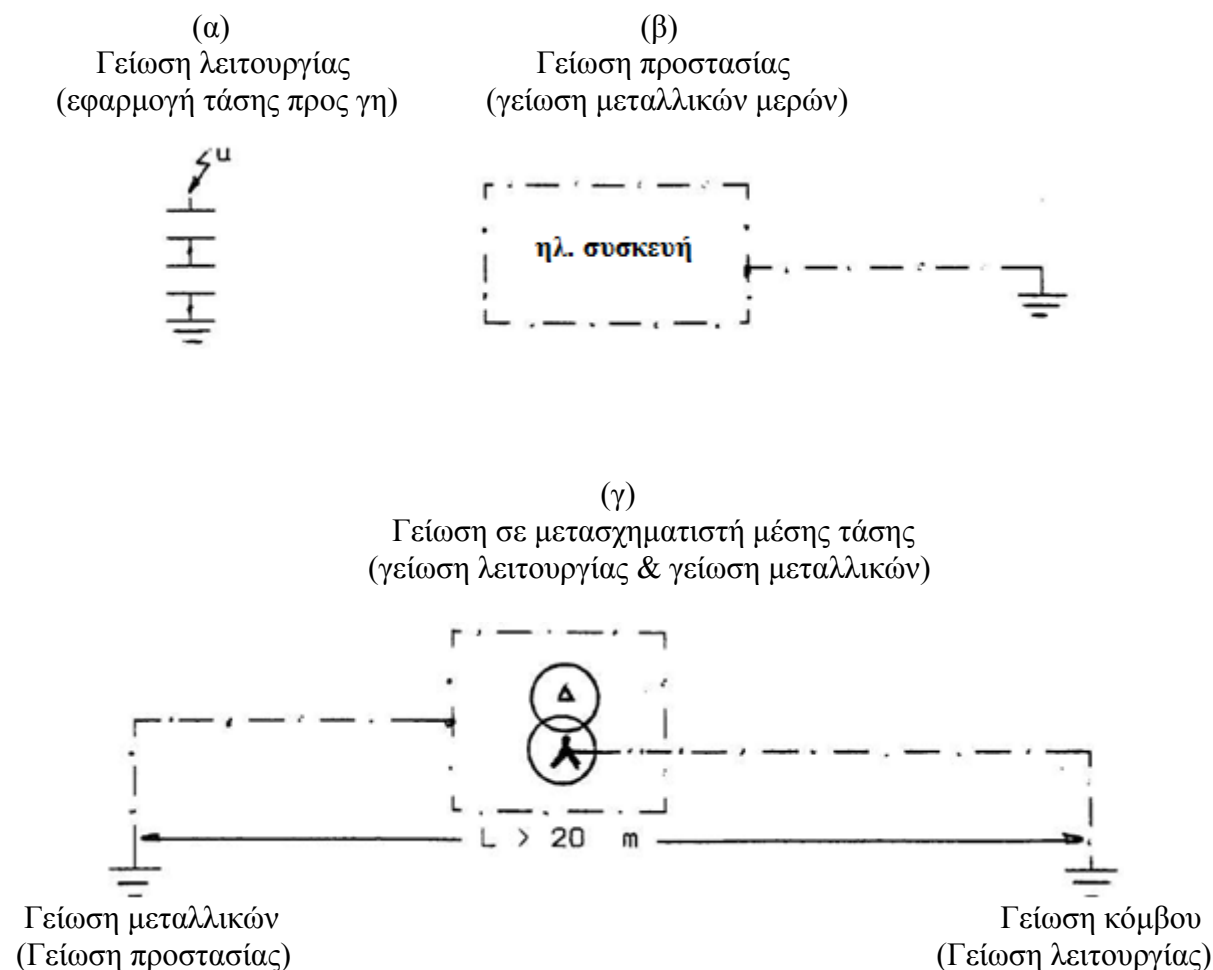 (α)
Γείωση λειτουργίας
(εφαρμογή τάσης προς γη)
(β)
Γείωση προστασίας
(γείωση μεταλλικών μερών)
u
ηλ. συσκευή
(γ)
Γείωση σε μετασχηματιστή μέσης τάσης
(γείωση λειτουργίας & γείωση μεταλλικών)
Δ
L > 20 m
Γείωση μεταλλικών
(Γείωση προστασίας)
Γείωση κόμβου
(Γείωση λειτουργίας)